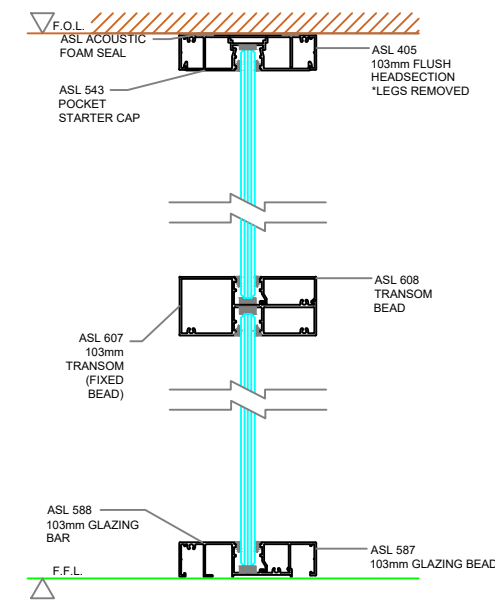 F.O.L.
ASL ACOUSTIC
FOAM SEAL
ASL 405
103mm FLUSH
HEADSECTION
*LEGS REMOVED
ASL 543
POCKET
STARTER CAP
ASL 608
TRANSOM
BEAD
ASL 607
103mm
TRANSOM
(FIXED
BEAD)
ASL 588
103mm GLAZING
BAR
ASL 587
103mm GLAZING BEAD
F.F.L.